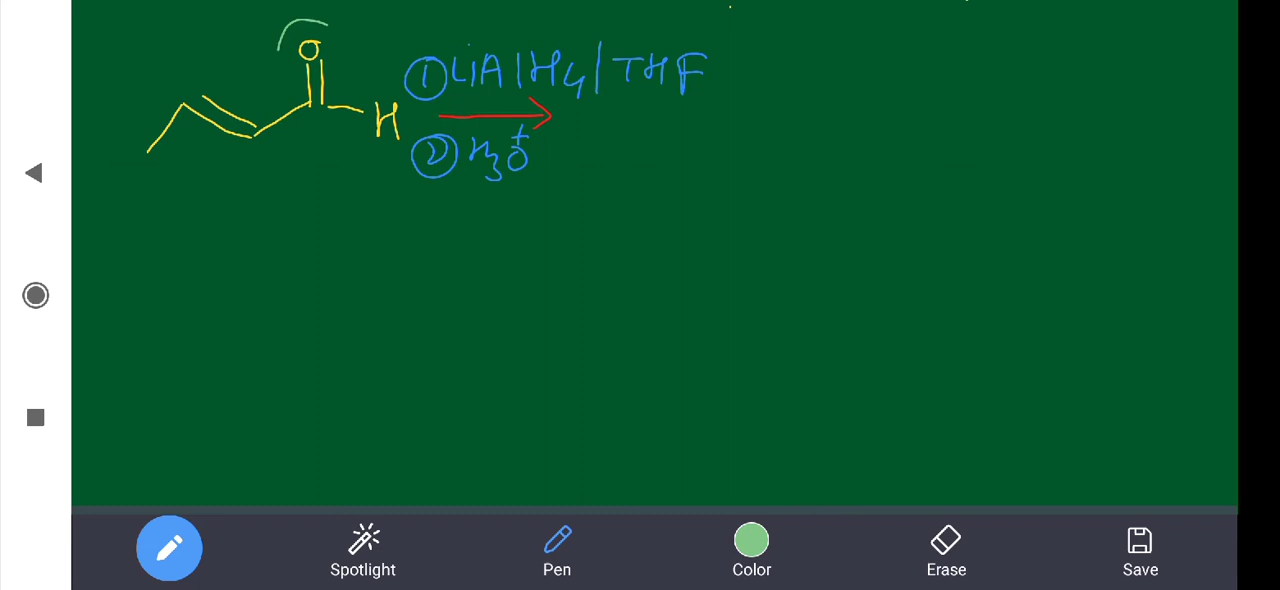 O
① LiAlH4/THF
H
② H3O+
Spotlight
Pen
Color
Erase
Save